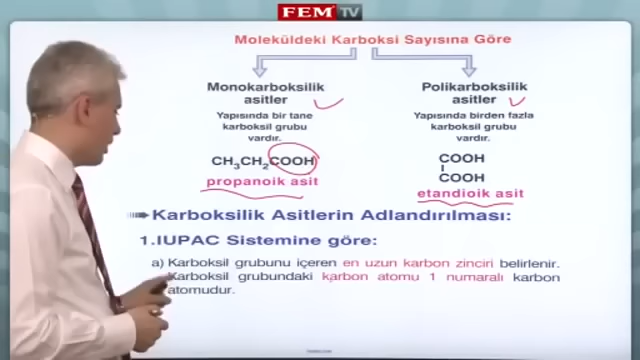 FEM TV
Moleküldeki Karboksi Sayısına Göre
Monokarboksilik
asitler
Yapısında bir tane
karboksil grubu
vardır.
CH3CH2COOH
propanoik asit
Polikarboksilik
asitler
Yapısında birden fazla
karboksil grubu
vardır.
COOH
COOH
etandioik asit
Karboksilik Asitlerin Adlandırılması:
1.IUPAC Sistemine göre:
a) Karboksil grubunu içeren en uzun karbon zinciri belirlenir.
Karboksil grubundaki karbon atomu 1 numaralı karbon
atomudur.